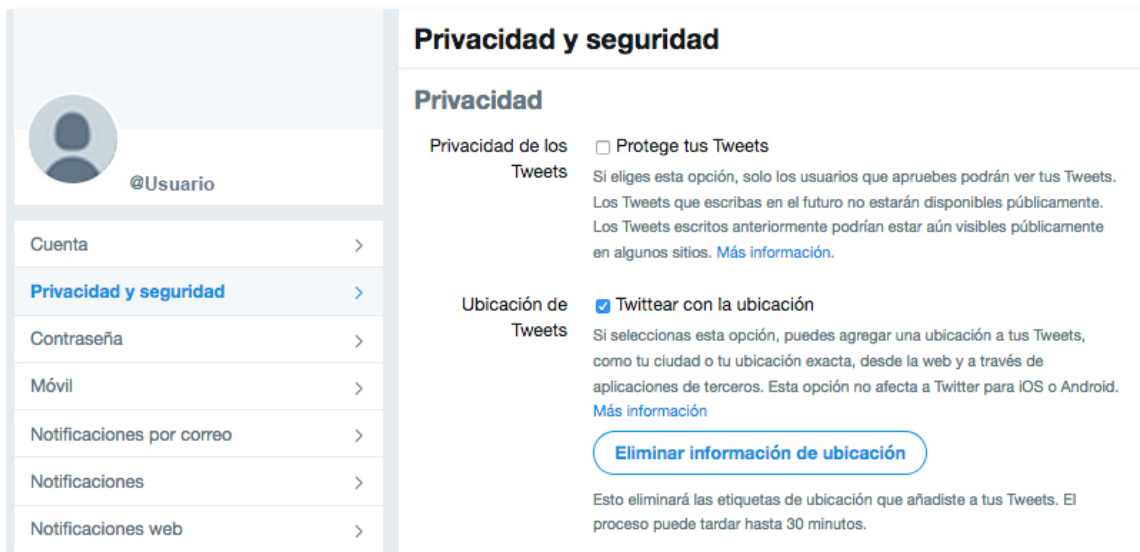 @Usuario
Cuenta
Privacidad y seguridad
Contraseña
Móvil
Notificaciones por correo
Notificaciones
Notificaciones web
Privacidad y seguridad
Privacidad
Privacidad de los
Tweets
Protege tus Tweets
Si eliges esta opción, solo los usuarios que apruebes podrán ver tus Tweets.
Los Tweets que escribas en el futuro no estarán disponibles públicamente.
Los Tweets escritos anteriormente podrían estar aún visibles públicamente
en algunos sitios. Más información.
Ubicación de
Tweets
Twittear con la ubicación
Si seleccionas esta opción, puedes agregar una ubicación a tus Tweets,
como tu ciudad o tu ubicación exacta, desde la web y a través de
aplicaciones de terceros. Esta opción no afecta a Twitter para iOS o Android.
Más información
Eliminar información de ubicación
Esto eliminará las etiquetas de ubicación que añadiste a tus Tweets. El
proceso puede tardar hasta 30 minutos.